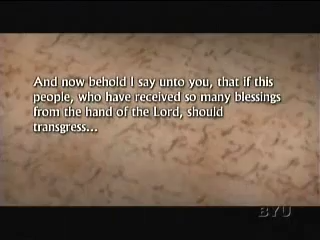 And now behold I say unto you, that if this
people, who have received so many blessings
from the hand of the Lord, should
transgress...
BYU